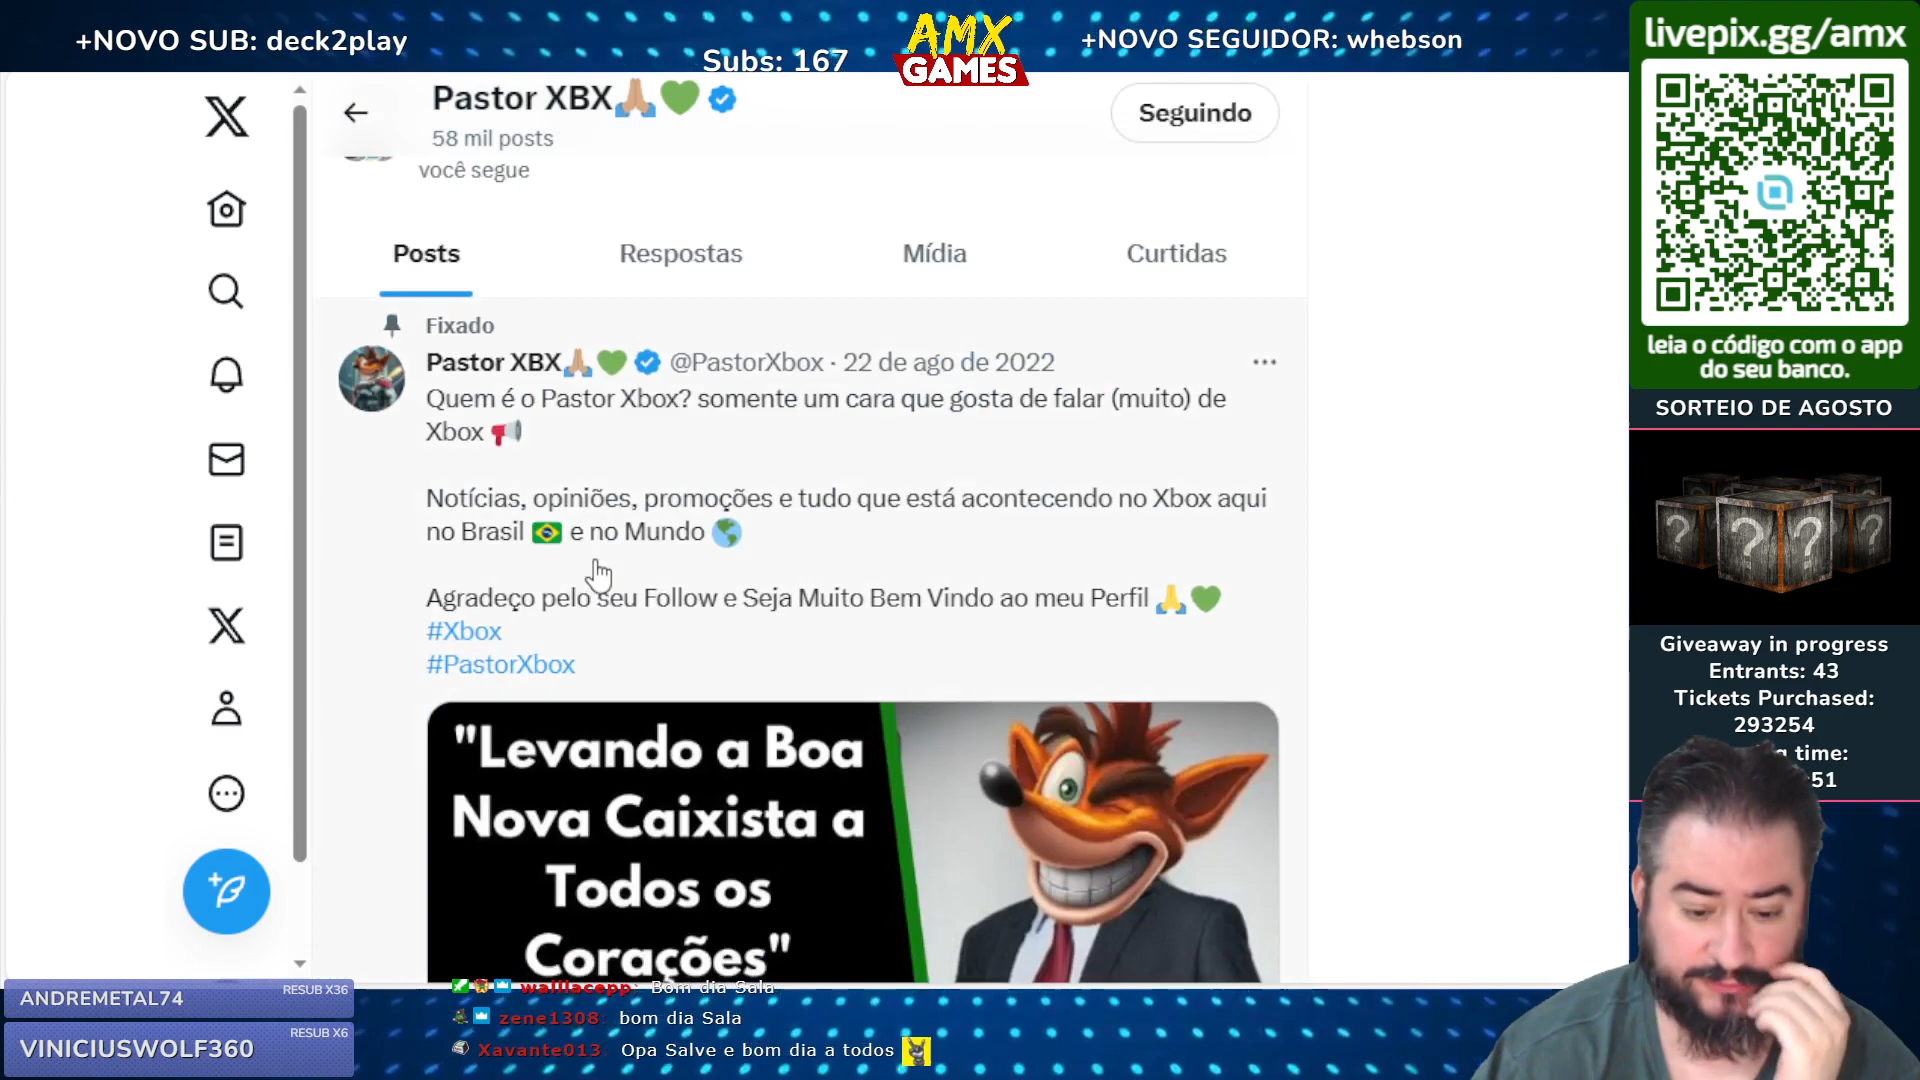 +NOVO SUB: deck2play
Subs: 167
AMX
GAMES
+NOVO SEGUIDOR: whebson
livepix.gg/amx
Pastor XBX
58 mil posts
Seguindo
você segue
Posts
Respostas
Mídia
Curtidas
Fixado
Pastor XBX @PastorXbox · 22 de ago de 2022
Quem é o Pastor Xbox? somente um cara que gosta de falar (muito) de
Xbox
Notícias, opiniões, promoções e tudo que está acontecendo no Xbox aqui
no Brasil e no Mundo
Agradeço pelo seu Follow e Seja Muito Bem Vindo ao meu Perfil
#Xbox
#PastorXbox
"Levando a Boa
Nova Caixista a
Todos os
Corações"
leia o código com o app
do seu banco.
SORTEIO DE AGOSTO
? ? ?
Giveaway in progress
Entrants: 43
Tickets Purchased:
293254
time:
51
ANDREMETAL74
RESUB X36
VINICIUSWOLF360
RESUB X6
walllacepp: Bom dia Sala
zene1308: bom dia Sala
Xavante013: Opa Salve e bom dia a todos